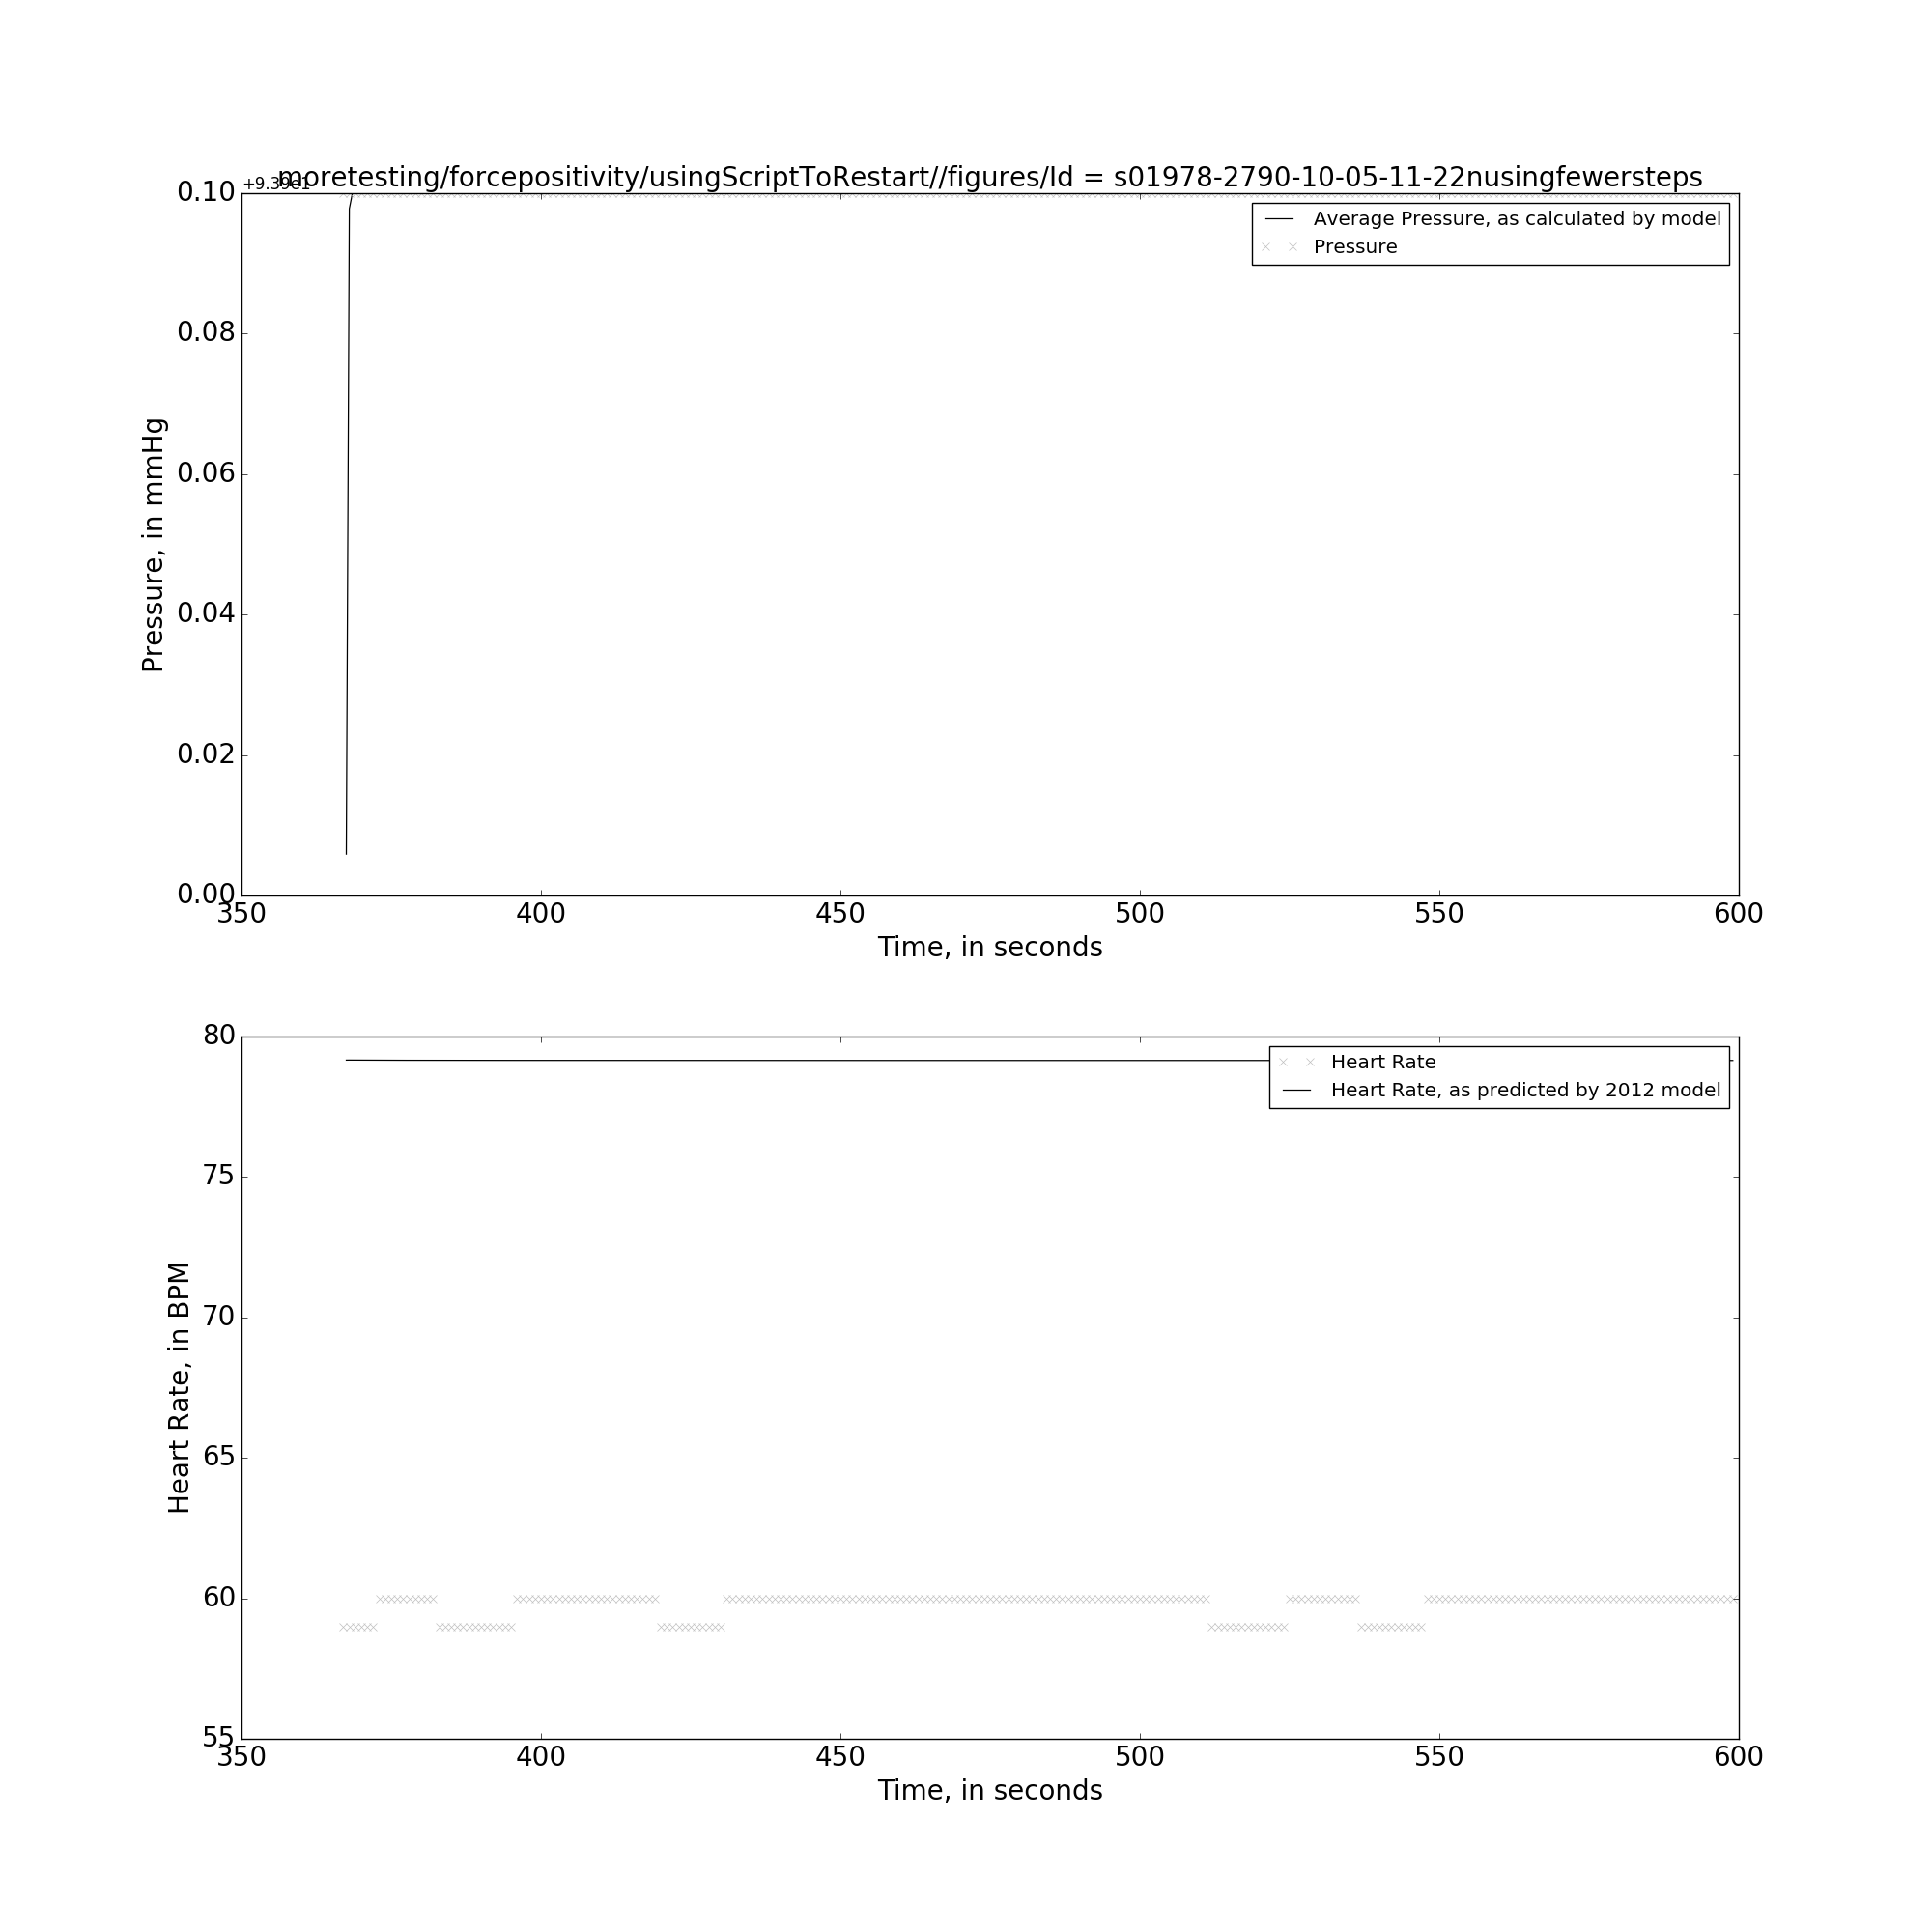 moretesting/forcepositivity/usingScriptToRestart//figures/Id = s01978-2790-10-05-11-22nusingfewersteps
+9.39e1
0.10
0.08
0.06
0.04
0.02
0.00
Pressure, in mmHg
Average Pressure, as calculated by model
Pressure
350 400 450 500 550 600
Time, in seconds
80
75
70
65
60
55
Heart Rate, in BPM
Heart Rate
Heart Rate, as predicted by 2012 model
350 400 450 500 550 600
Time, in seconds